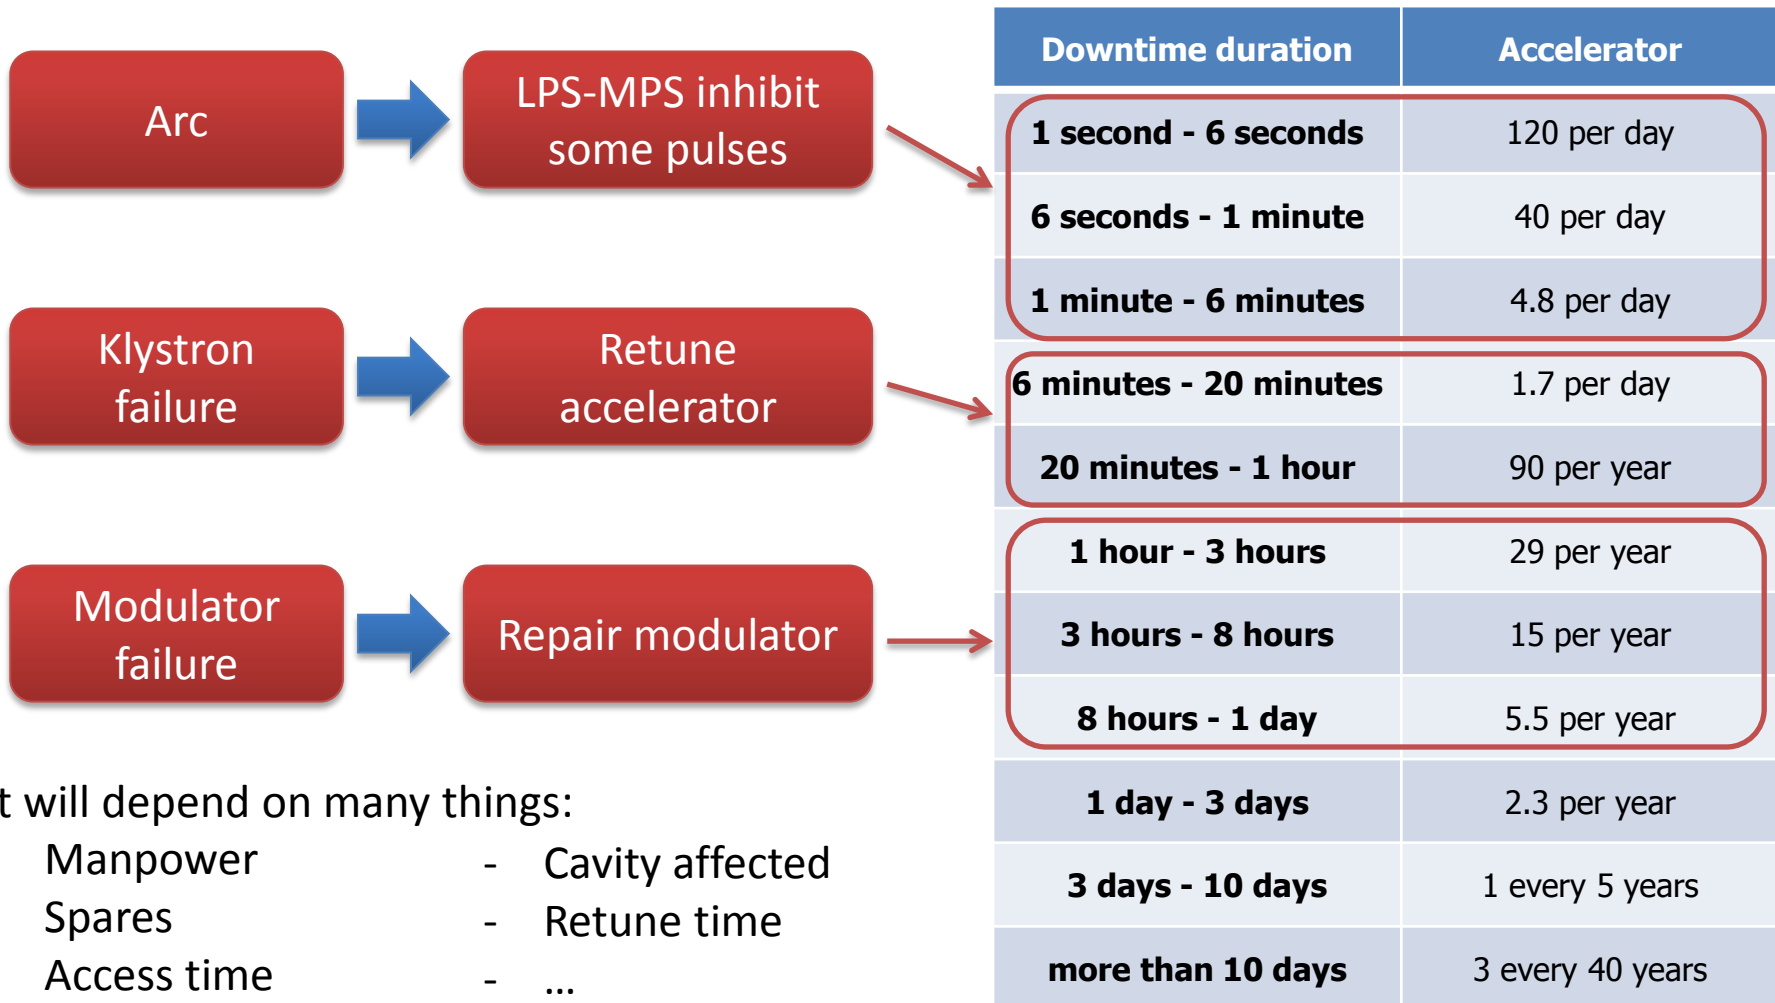 Arc
LPS-MPS inhibit
some pulses
Klystron
failure
Retune
accelerator
Modulator
failure
Repair modulator
t will depend on many things:
Manpower
Spares
Access time
- Cavity affected
- Retune time
- ...
Downtime duration Accelerator
1 second - 6 seconds 120 per day
6 seconds - 1 minute 40 per day
1 minute - 6 minutes 4.8 per day
6 minutes - 20 minutes 1.7 per day
20 minutes - 1 hour 90 per year
1 hour - 3 hours 29 per year
3 hours - 8 hours 15 per year
8 hours - 1 day 5.5 per year
1 day - 3 days 2.3 per year
3 days - 10 days 1 every 5 years
more than 10 days 3 every 40 years